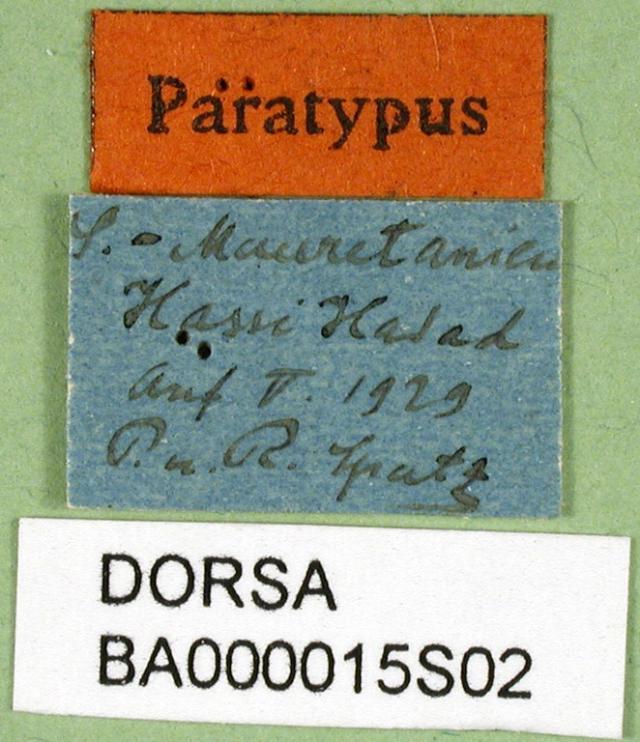 Paratypus
S.-Mauretanien
Hassi Hadad
Anf V. 1929
P. u. R. Spatz
DORSA
BA000015S02